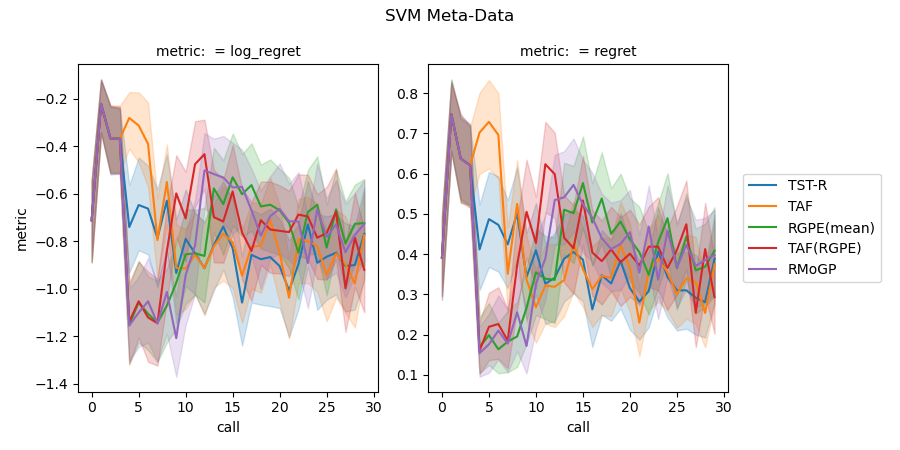 SVM Meta-Data
metric:  = log_regret
metric:  = regret
metric
−0.2
−0.4
−0.6
−0.8
−1.0
−1.2
−1.4
0 5 10 15 20 25 30
call
0.8
0.7
0.6
0.5
0.4
0.3
0.2
0.1
0 5 10 15 20 25 30
call
TST-R
TAF
RGPE(mean)
TAF(RGPE)
RMoGP